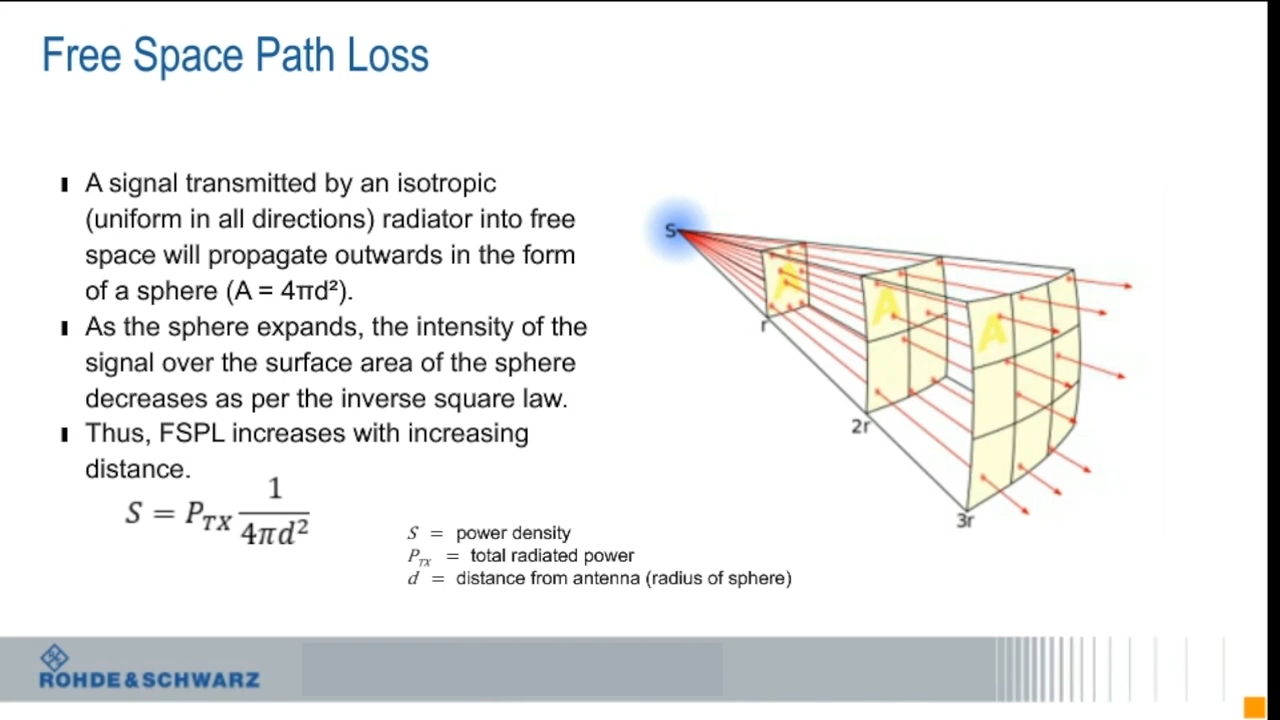 Free Space Path Loss
A signal transmitted by an isotropic
(uniform in all directions) radiator into free
space will propagate outwards in the form
of a sphere (A = 4πd²).
As the sphere expands, the intensity of the
signal over the surface area of the sphere
decreases as per the inverse square law.
Thus, FSPL increases with increasing
distance.
S = P_TX 1/4πd²
S = power density
P_TX = total radiated power
d = distance from antenna (radius of sphere)
S
A
A
A
r
2r
3r
ROHDE&SCHWARZ